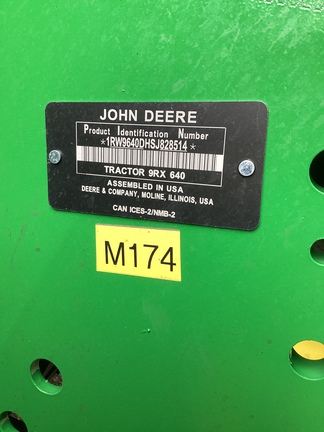 JOHN DEERE
Product Identification Number
*1RW9640DHSJ828514*
TRACTOR 9RX 640
ASSEMBLED IN USA
DEERE & COMPANY, MOLINE, ILLINOIS, USA
CAN ICES-2/NMB-2
M174